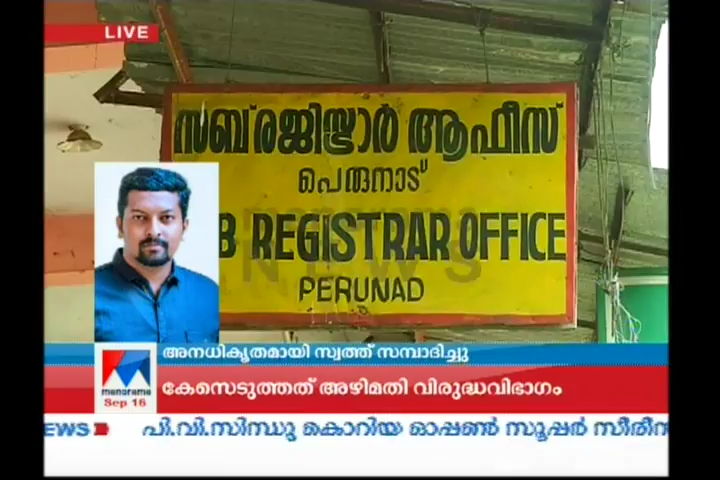 LIVE
സബ് രജിസ്ട്രാർ ആഫീസ്
പെരുനാട്
B REGISTRAR OFFICE
NEWS
PERUNAD
അനധികൃതമായി സ്വത്ത് സമ്പാദിച്ചു
manorama
Sep 16
കേസെടുത്തത് അഴിമതി വിരുദ്ധവിഭാഗം
EWS പി.വി.സിന്ധു കൊറിയ ഓപ്പൺ സൂപ്പർ സീരീസ